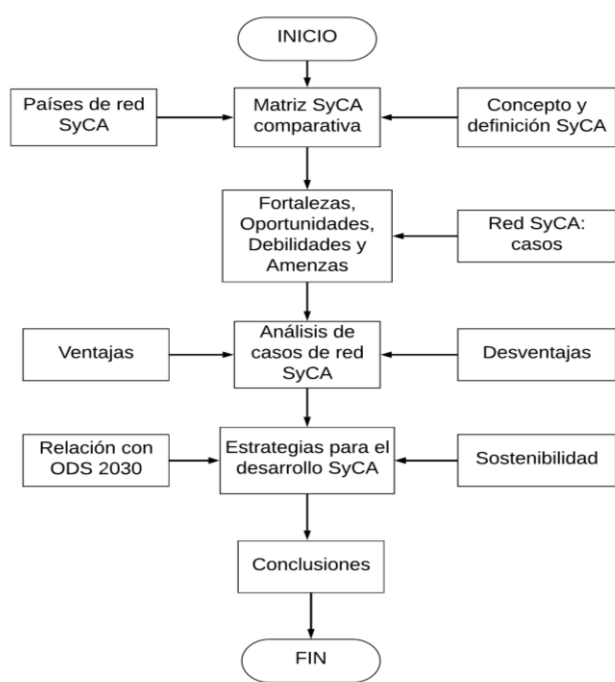 INICIO
Países de red
SyCA
Matriz SyCA
comparativa
Concepto y
definición SyCA
Fortalezas,
Oportunidades,
Debilidades y
Amenzas
Red SyCA:
casos
Ventajas
Análisis de
casos de red
SyCA
Desventajas
Relación con
ODS 2030
Estrategias para el
desarrollo SyCA
Sostenibilidad
Conclusiones
FIN